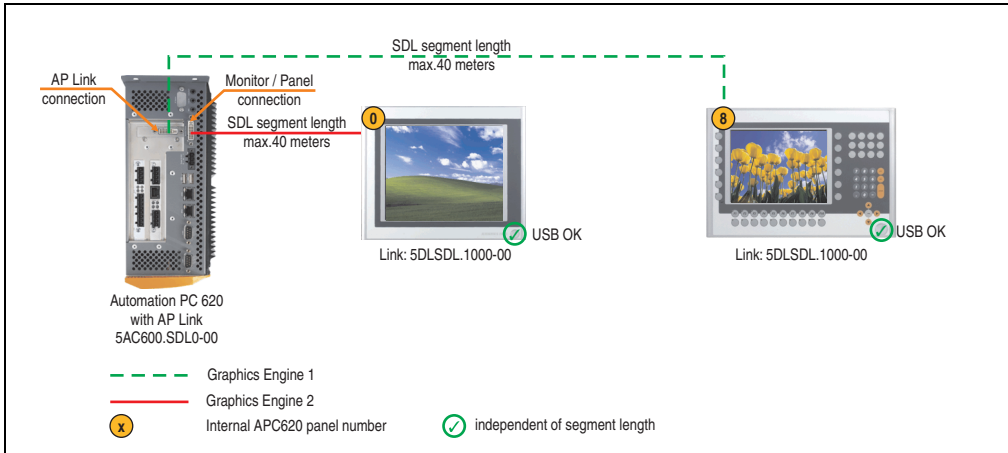 SDL segment length
max.40 meters
AP Link
connection
Monitor / Panel
connection
SDL segment length
max.40 meters
0
8
USB OK
USB OK
Link: 5DLSDL.1000-00
Link: 5DLSDL.1000-00
Automation PC 620
with AP Link
5AC600.SDL0-00
Graphics Engine 1
Graphics Engine 2
x
Internal APC620 panel number
independent of segment length